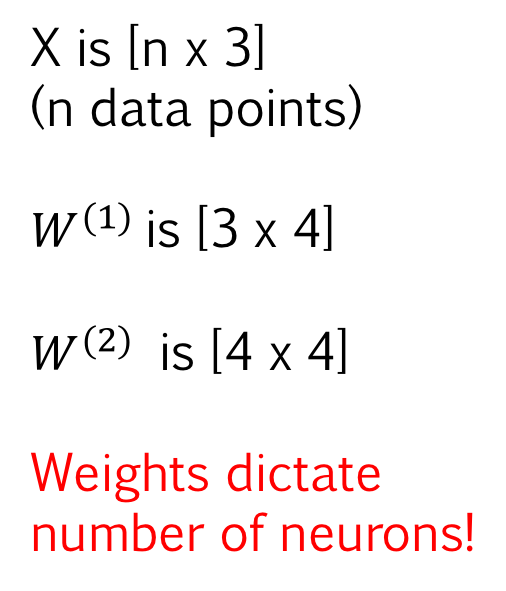 X is [n x 3]
(n data points)
W^(1) is [3 x 4]
W^(2) is [4 x 4]
Weights dictate
number of neurons!